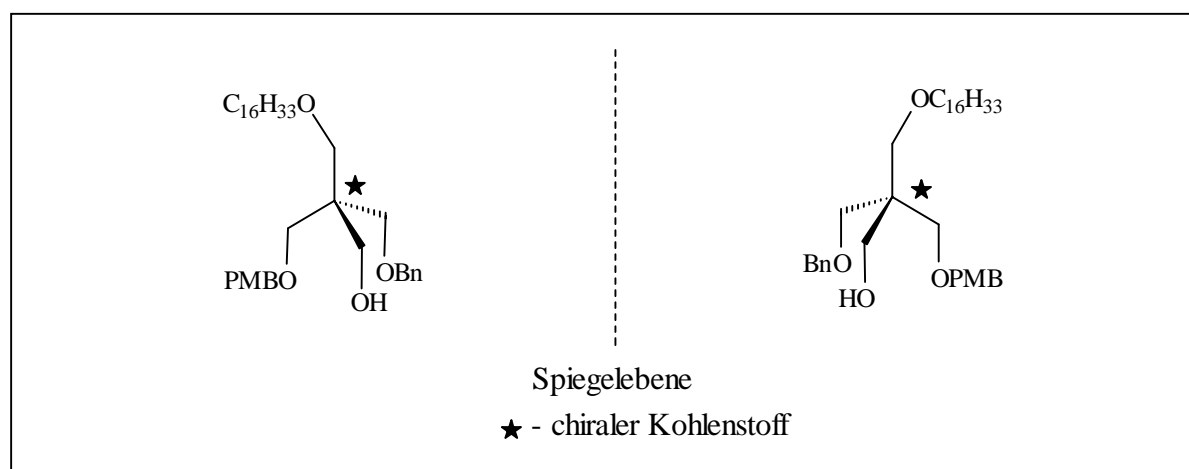 C16H33O
OC16H33
PMBO
OBn
OH
BnO
HO
OPMB
Spiegelebene
★ - chiraler Kohlenstoff